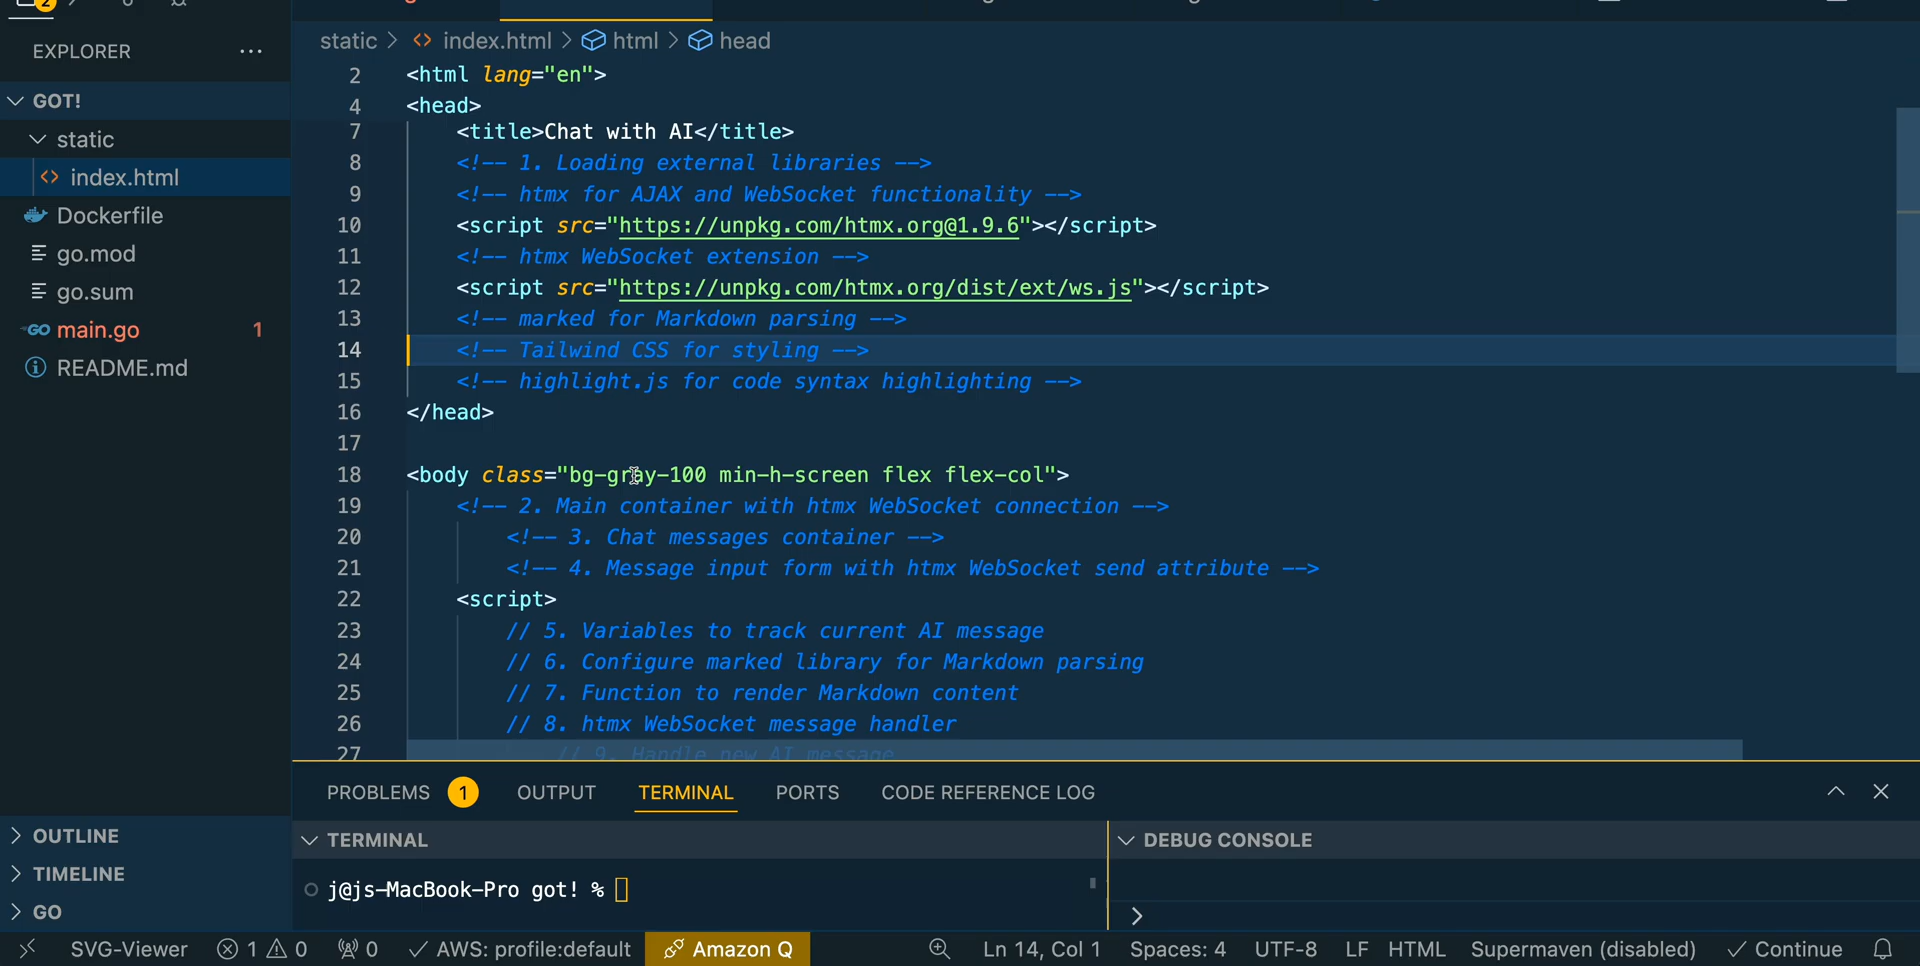 2
EXPLORER ...
GOT!
static
index.html
Dockerfile
go.mod
go.sum
main.go 1
README.md
OUTLINE
TIMELINE
GO
static > index.html > html > head
2 <html lang="en">
4 <head>
7 <title>Chat with AI</title>
8 <!-- 1. Loading external libraries -->
9 <!-- htmx for AJAX and WebSocket functionality -->
10 <script src="https://unpkg.com/htmx.org@1.9.6"></script>
11 <!-- htmx WebSocket extension -->
12 <script src="https://unpkg.com/htmx.org/dist/ext/ws.js"></script>
13 <!-- marked for Markdown parsing -->
14 <!-- Tailwind CSS for styling -->
15 <!-- highlight.js for code syntax highlighting -->
16 </head>
17
18 <body class="bg-gray-100 min-h-screen flex flex-col">
19 <!-- 2. Main container with htmx WebSocket connection -->
20 <!-- 3. Chat messages container -->
21 <!-- 4. Message input form with htmx WebSocket send attribute -->
22 <script>
23 // 5. Variables to track current AI message
24 // 6. Configure marked library for Markdown parsing
25 // 7. Function to render Markdown content
26 // 8. htmx WebSocket message handler
27 // 9. Handle new AI message
PROBLEMS 1 OUTPUT TERMINAL PORTS CODE REFERENCE LOG
TERMINAL
j@js-MacBook-Pro got! %
DEBUG CONSOLE
>
SVG-Viewer 1 0 0 AWS: profile:default Amazon Q Ln 14, Col 1 Spaces: 4 UTF-8 LF HTML Supermaven (disabled) Continue